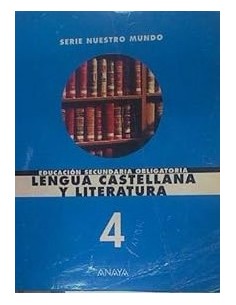 SERIE NUESTRO MUNDO
EDUCACIÓN SECUNDARIA OBLIGATORIA
LENGUA CASTELLANA
Y LITERATURA
4
ANAYA